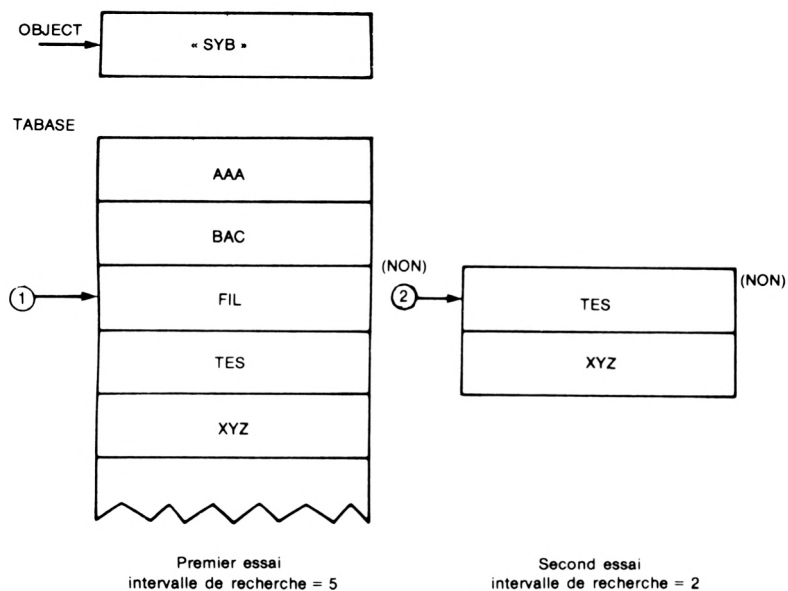 OBJECT
« SYB »
TABASE
AAA
BAC
(NON)
1
FIL
2
TES
(NON)
TES
XYZ
XYZ
Premier essai
intervalle de recherche = 5
Second essai
intervalle de recherche = 2